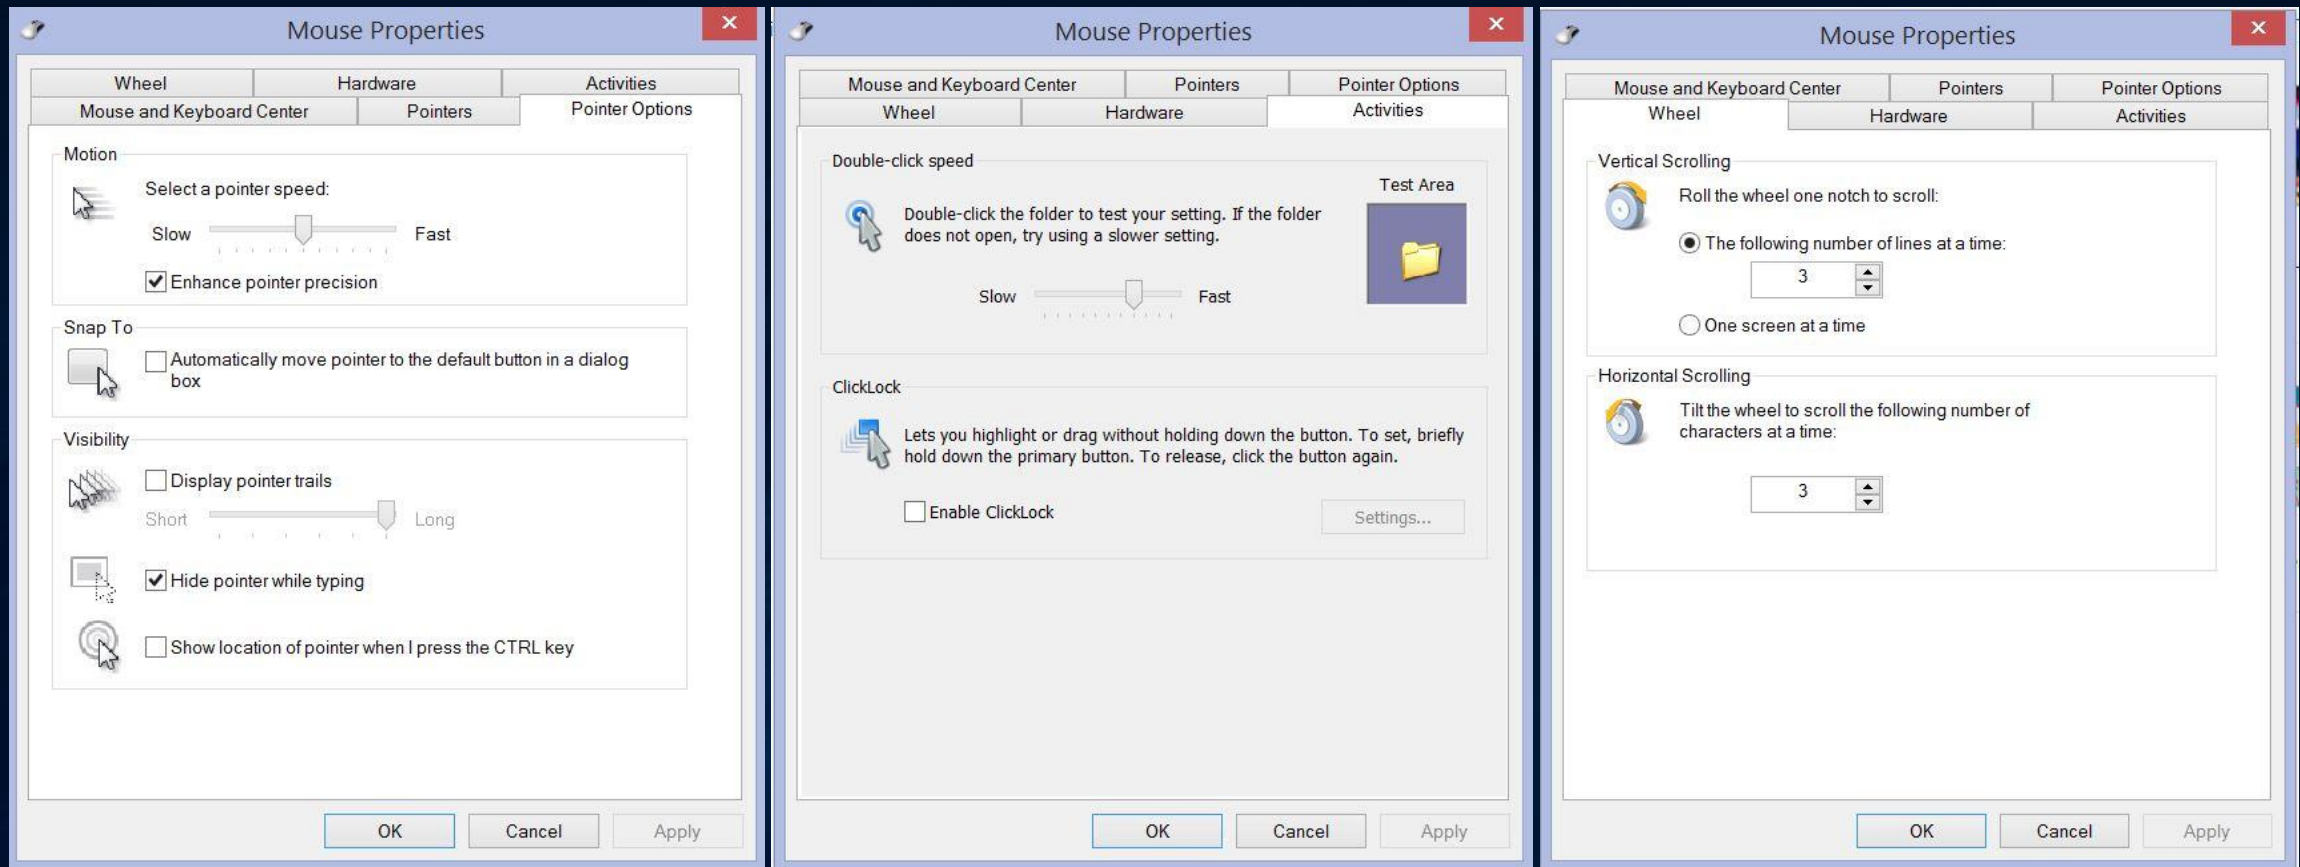 Mouse Properties
Wheel Hardware Activities
Mouse and Keyboard Center Pointers Pointer Options
Motion
Select a pointer speed:
Slow Fast
Enhance pointer precision
Snap To
Automatically move pointer to the default button in a dialog
box
Visibility
Display pointer trails
Short Long
Hide pointer while typing
Show location of pointer when I press the CTRL key
OK Cancel Apply
Mouse Properties
Mouse and Keyboard Center Pointers Pointer Options
Wheel Hardware Activities
Double-click speed
Test Area
Double-click the folder to test your setting. If the folder
does not open, try using a slower setting.
Slow Fast
ClickLock
Lets you highlight or drag without holding down the button. To set, briefly
hold down the primary button. To release, click the button again.
Enable ClickLock
Settings...
OK Cancel Apply
Mouse Properties
Mouse and Keyboard Center Pointers Pointer Options
Wheel Hardware Activities
Vertical Scrolling
Roll the wheel one notch to scroll:
The following number of lines at a time:
3
One screen at a time
Horizontal Scrolling
Tilt the wheel to scroll the following number of
characters at a time:
3
OK Cancel Apply